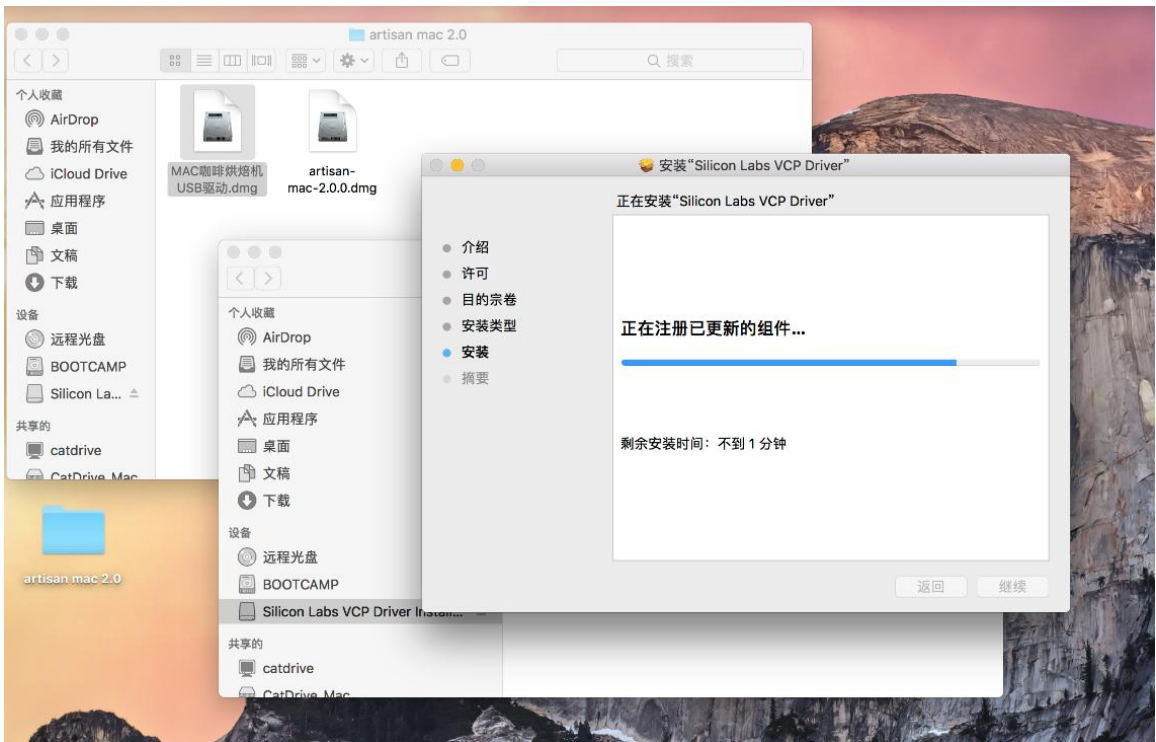 artisan mac 2.0
搜索
个人收藏
AirDrop
我的所有文件
iCloud Drive
应用程序
桌面
文稿
下载
设备
远程光盘
BOOTCAMP
Silicon La...
共享的
catdrive
CatDrive Mac
MAC咖啡烘焙机
USB驱动.dmg
artisan-
mac-2.0.0.dmg
artisan mac 2.0
个人收藏
AirDrop
我的所有文件
iCloud Drive
应用程序
桌面
文稿
下载
设备
远程光盘
BOOTCAMP
Silicon Labs VCP Driver Install...
共享的
catdrive
CatDrive Mac
安装“Silicon Labs VCP Driver”
正在安装“Silicon Labs VCP Driver”
介绍
许可
目的宗卷
安装类型
安装
摘要
正在注册已更新的组件...
剩余安装时间：不到 1 分钟
返回
继续